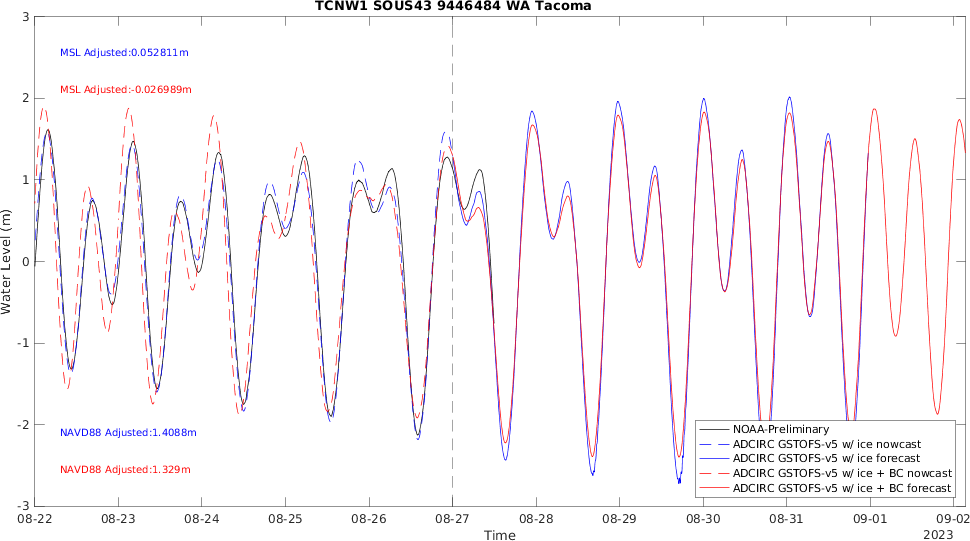 TCNW1 SOUS43 9446484 WA Tacoma
3
2
1
0
-1
-2
-3
Water Level (m)
MSL Adjusted:0.052811m
MSL Adjusted:-0.026989m
NAVD88 Adjusted:1.4088m
NAVD88 Adjusted:1.329m
NOAA-Preliminary
ADCIRC GSTOFS-v5 w/ ice nowcast
ADCIRC GSTOFS-v5 w/ ice forecast
ADCIRC GSTOFS-v5 w/ ice + BC nowcast
ADCIRC GSTOFS-v5 w/ ice + BC forecast
08-22 08-23 08-24 08-25 08-26 08-27 08-28 08-29 08-30 08-31 09-01 09-02
2023
Time